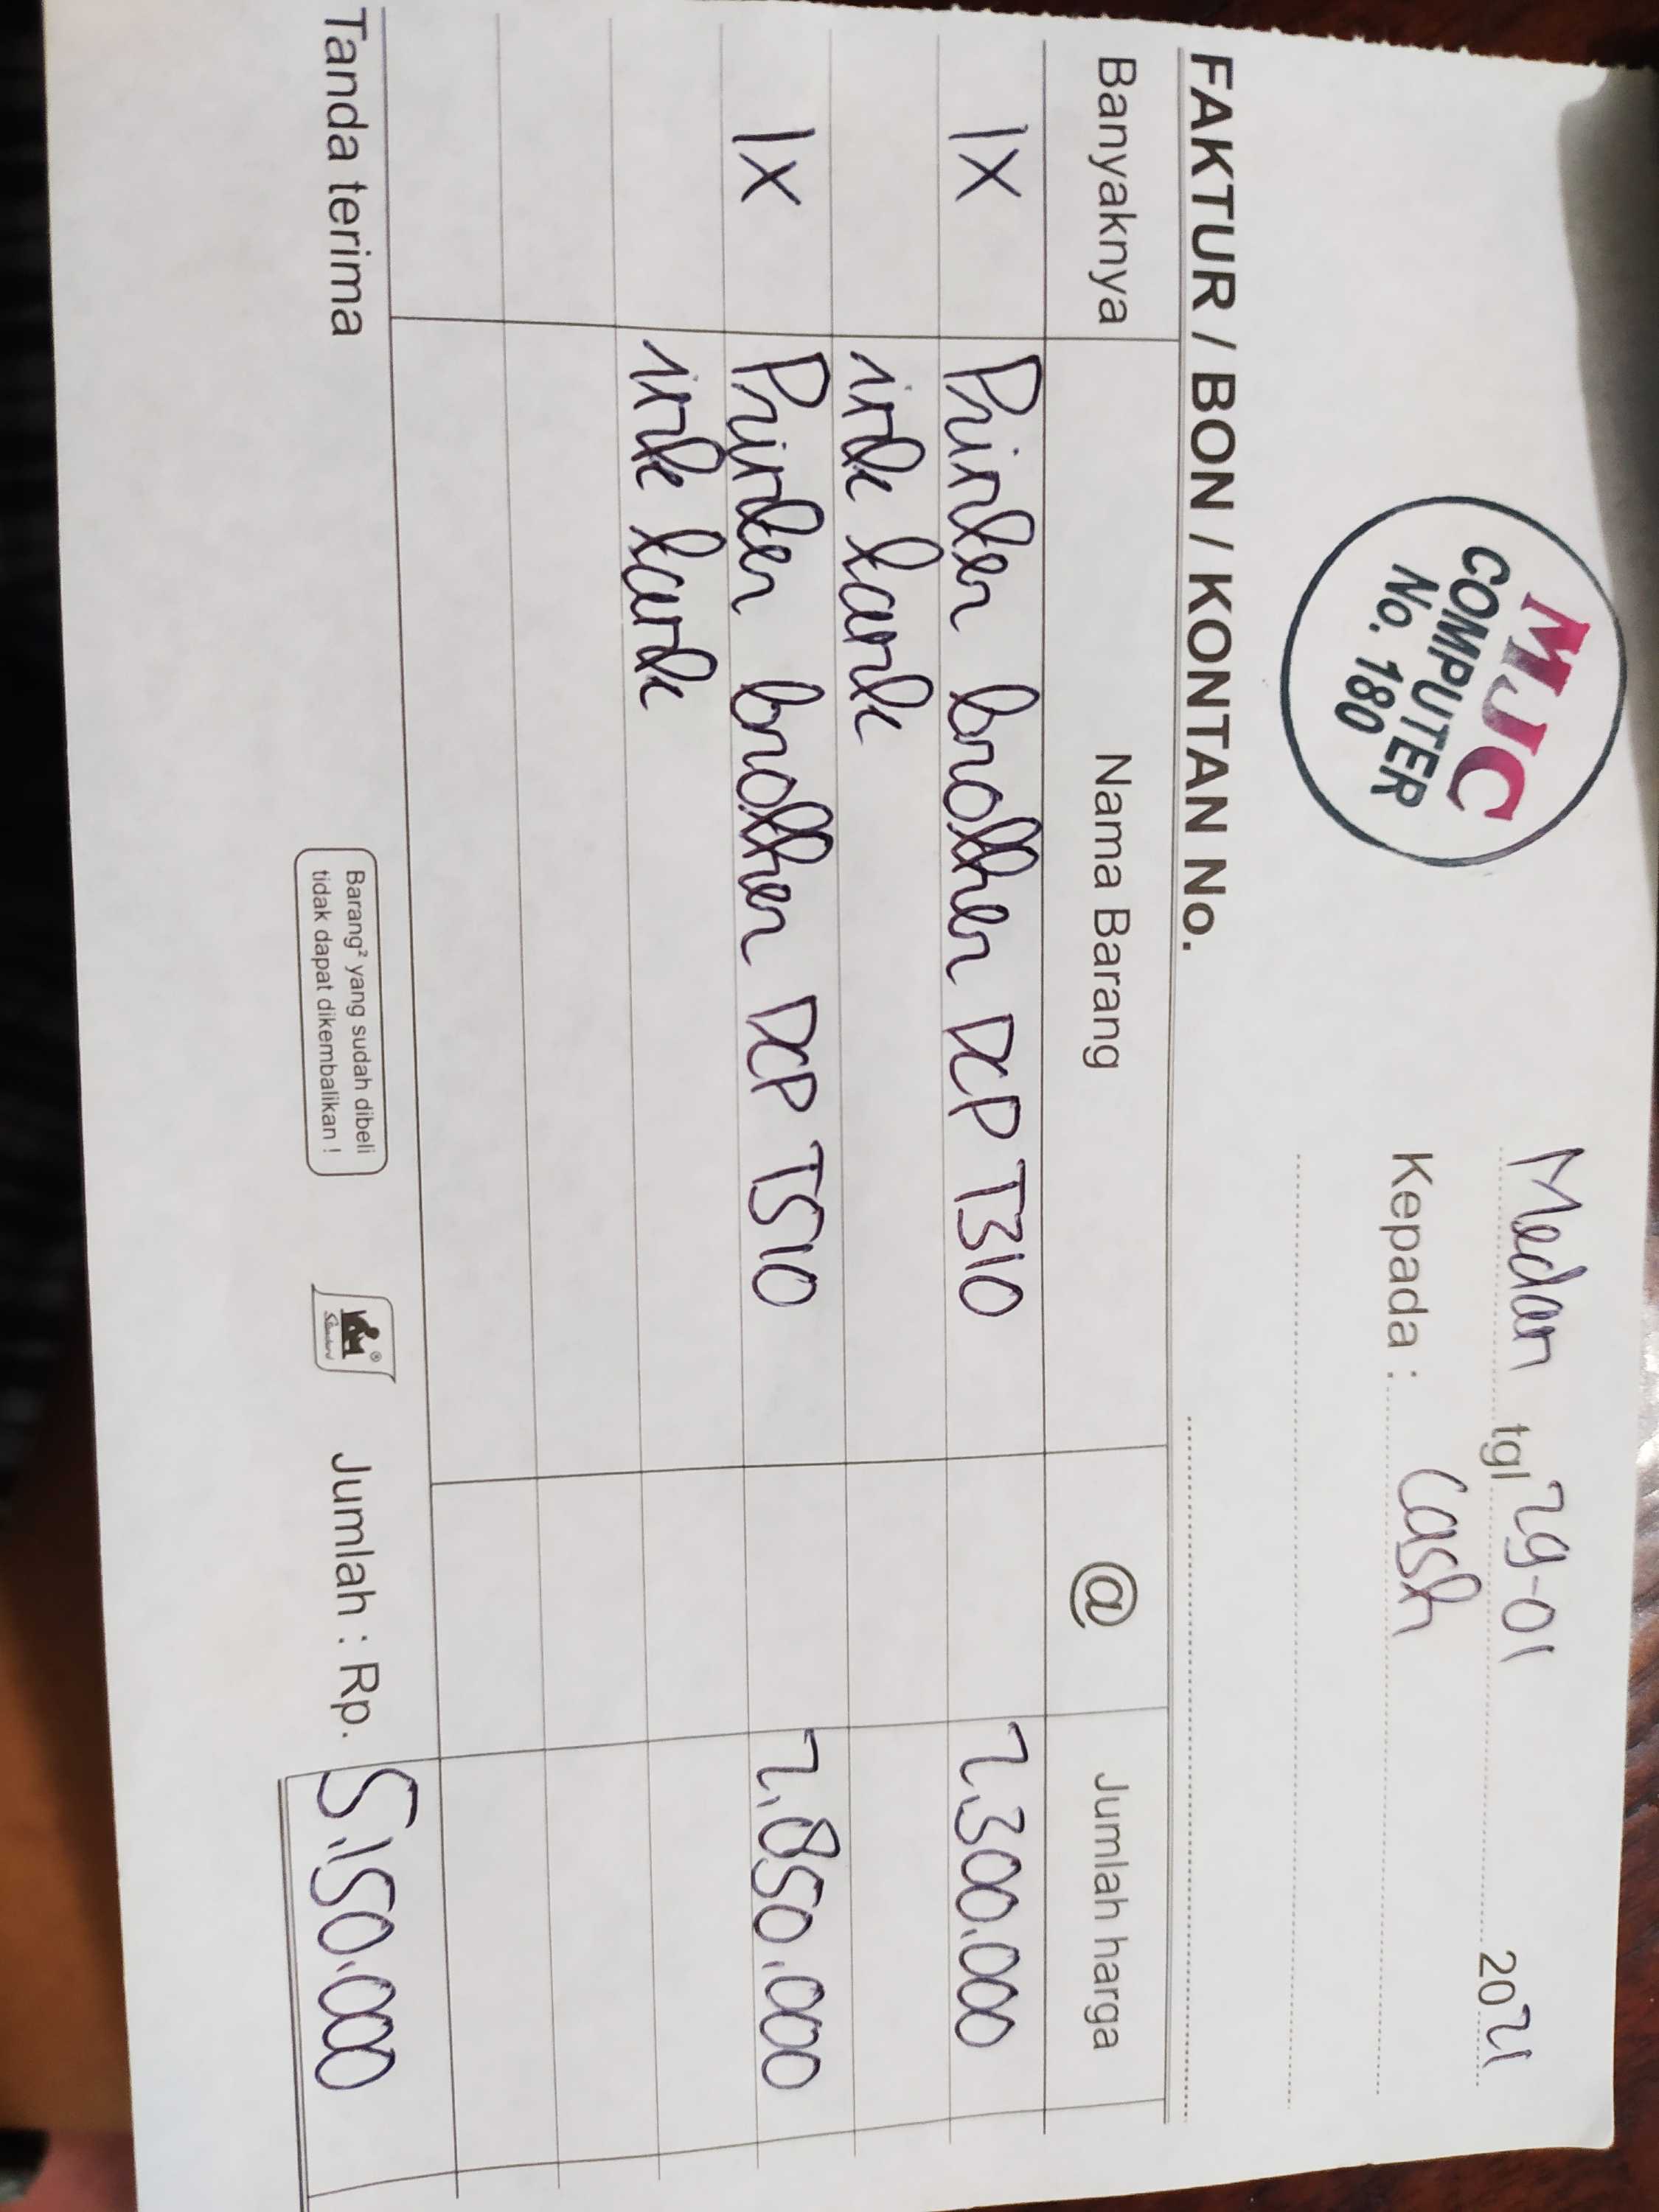 MJC
COMPUTER
No. 180
Medan tgl 29-01 2021
Kepada : Cash
FAKTUR / BON / KONTAN No.
Banyaknya Nama Barang @ Jumlah harga
1X Printer brother DCP T310 2.300.000
ink tank
1X Printer brother DCP T510 2.850.000
ink tank
Tanda terima
Barang² yang sudah dibeli
tidak dapat dikembalikan !
Standard
®
Jumlah : Rp. 5.150.000